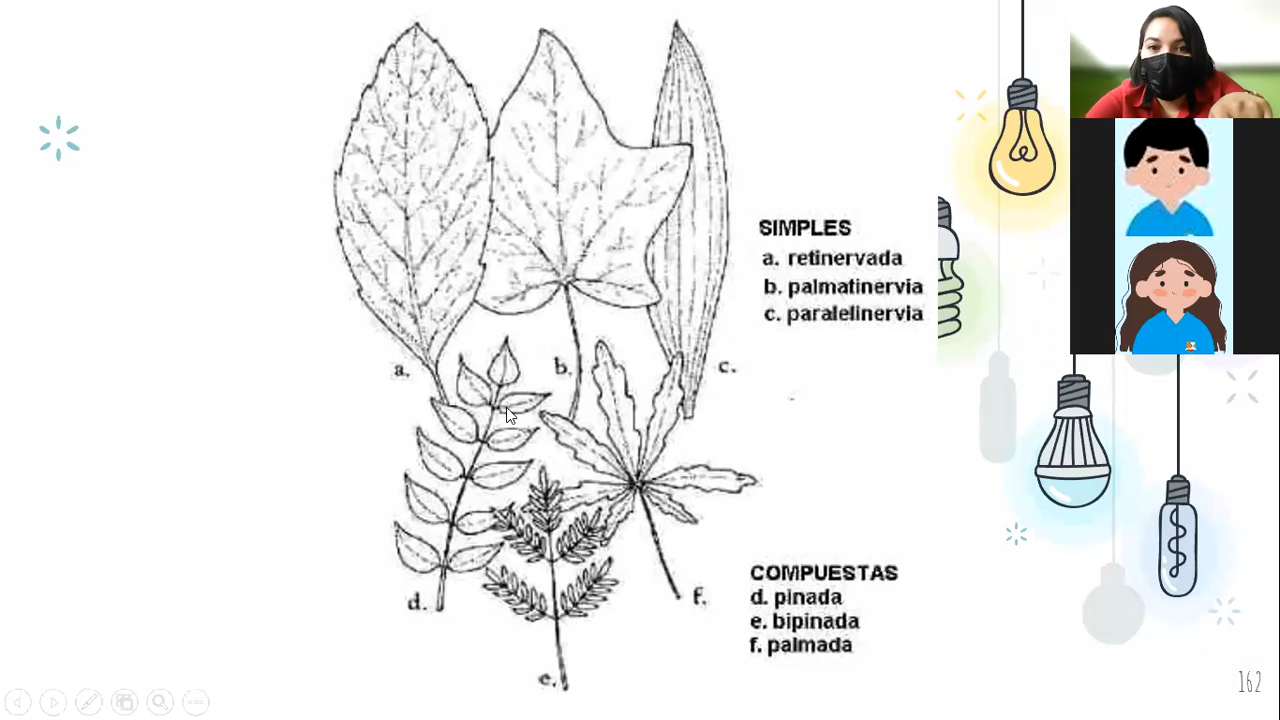 SIMPLES
a. retinervada
b. palmatinervia
c. paralelinervia
a.
b.
c.
COMPUESTAS
d. pinada
e. bipinada
f. palmada
d.
f.
e.
162